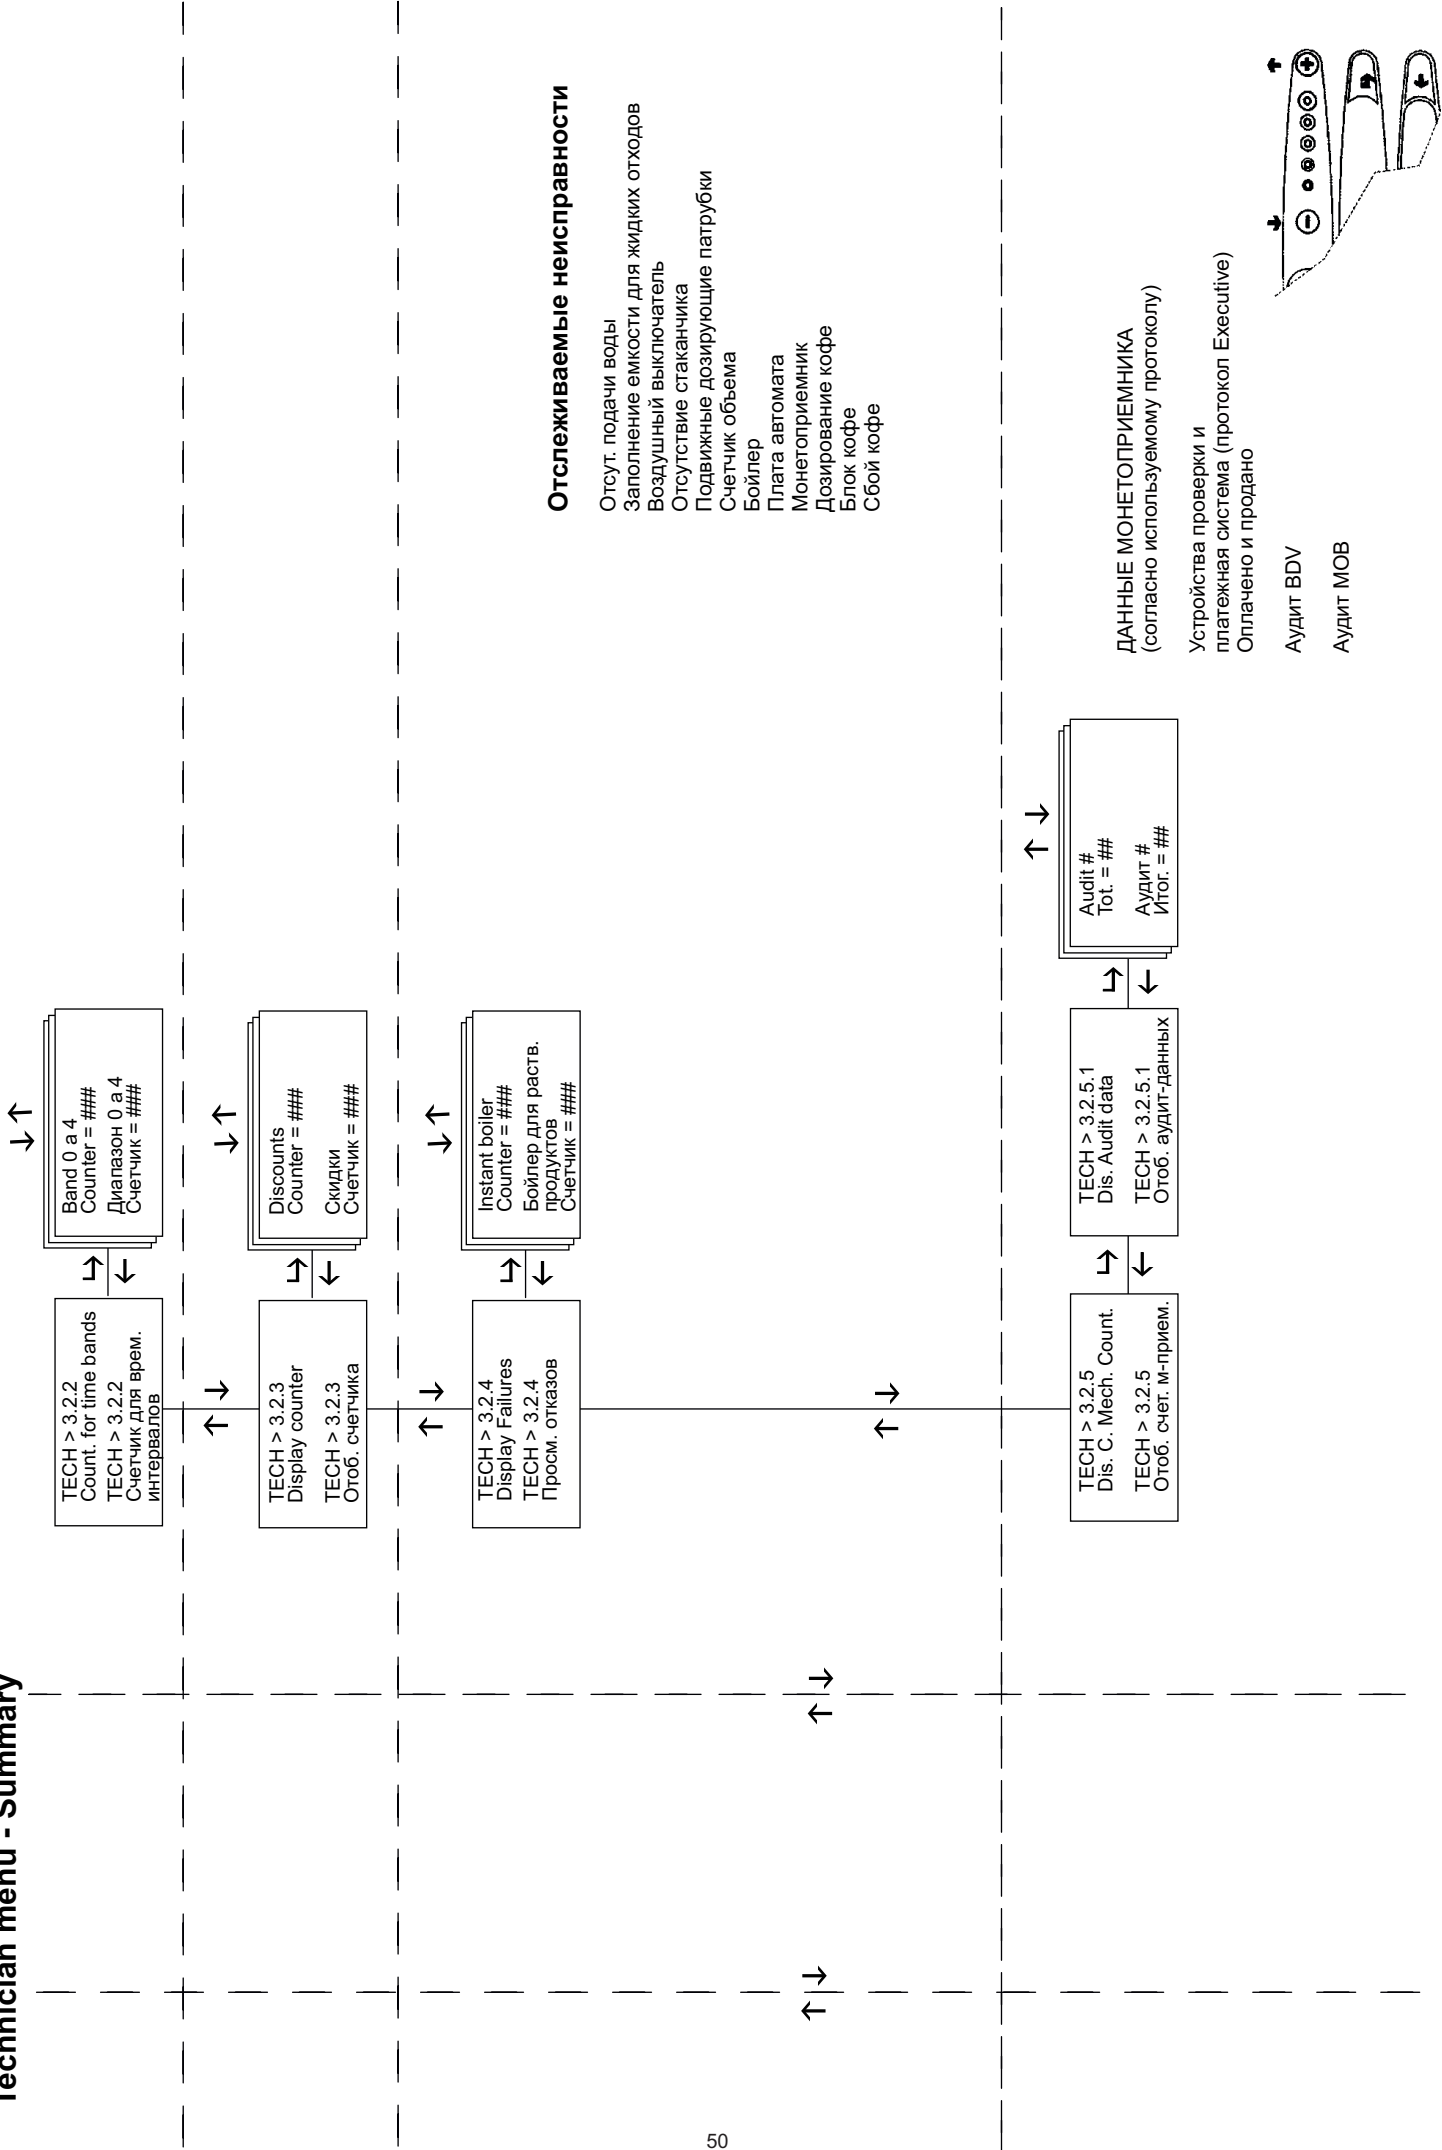 Technician menu - Summary
TECH > 3.2.2
Count. for time bands
TECH > 3.2.2
Счетчик для врем.
интервалов
Band 0 a 4
Counter = ###
Диапазон 0 a 4
Счетчик = ###
TECH > 3.2.3
Display counter
TECH > 3.2.3
Отоб. счетчика
Discounts
Counter = ###
Скидки
Счетчик = ###
TECH > 3.2.4
Display Failures
TECH > 3.2.4
Просм. отказов
Instant boiler
Counter = ###
Бойлер для раств.
продуктов
Счетчик = ###
Отслеживаемые неисправности
Отсут. подачи воды
Заполнение емкости для жидких отходов
Воздушный выключатель
Отсутствие стаканчика
Подвижные дозирующие патрубки
Счетчик объема
Бойлер
Плата автомата
Монетоприемник
Дозирование кофе
Блок кофе
Сбой кофе
TECH > 3.2.5
Dis. C. Mech. Count.
TECH > 3.2.5
Отоб. счет. м-прием.
TECH > 3.2.5.1
Dis. Audit data
TECH > 3.2.5.1
Отоб. аудит-данных
Audit #
Tot. = ##
Аудит #
Итог. = ##
ДАННЫЕ МОНЕТОПРИЕМНИКА
(согласно используемому протоколу)
Устройства проверки и
платежная система (протокол Executive)
Оплачено и продано
Аудит BDV
Аудит MOB
50